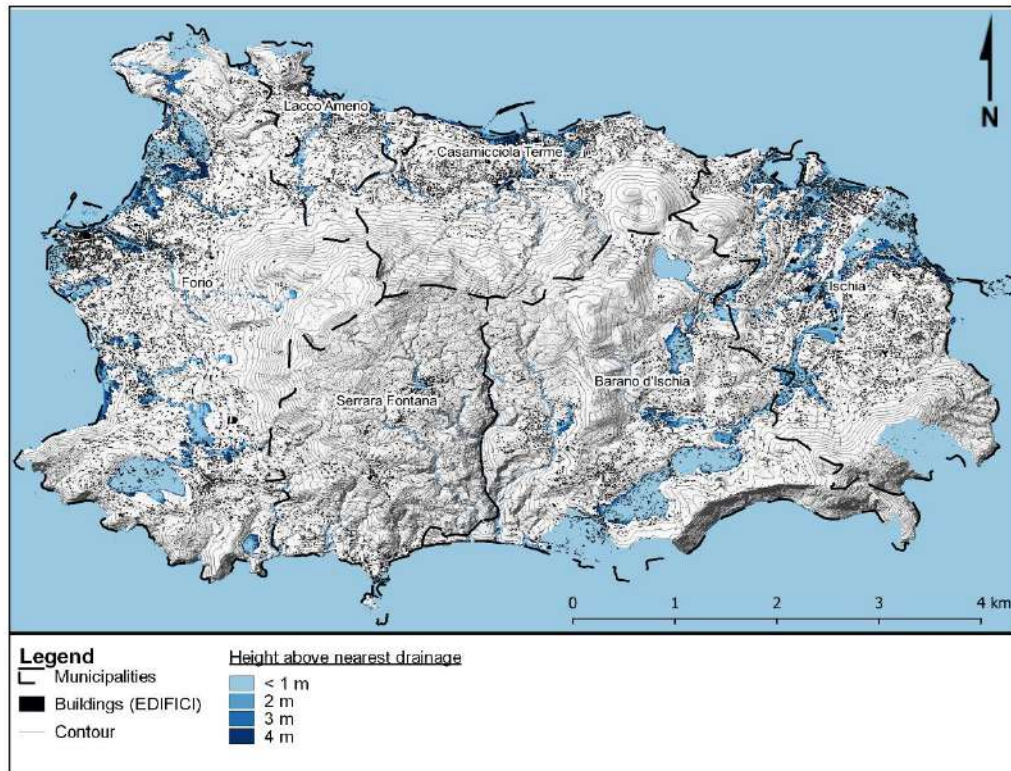 N
Lacco Ameno
Casamicciola Terme
Forio
Ischia
Barano d'Ischia
Serrara Fontana
0 1 2 3 4 km
Legend
Municipalities
Buildings (EDIFICI)
Contour
Height above nearest drainage
< 1 m
2 m
3 m
4 m